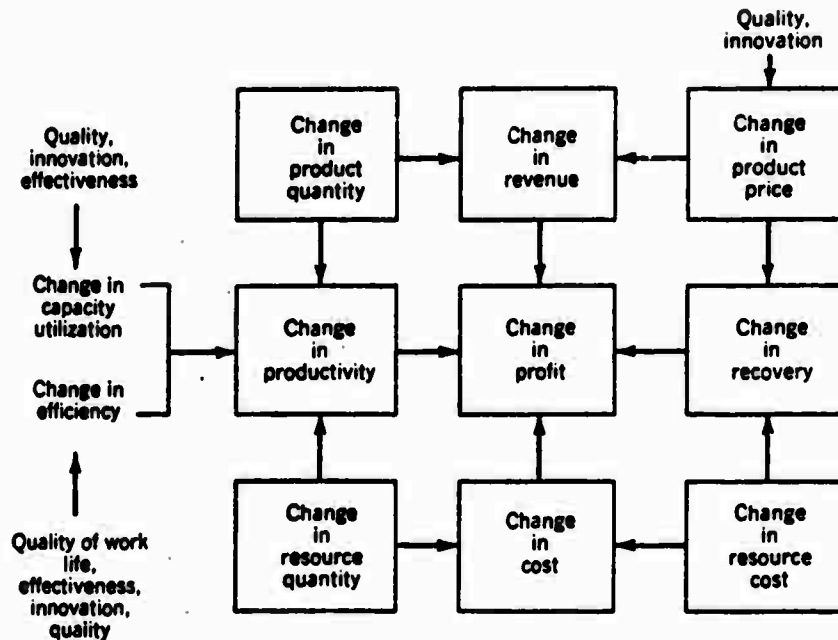 Quality,
innovation
Change
in
product
quantity
Change
in
revenue
Change
in
product
price
Quality,
innovation,
effectiveness
Change in
capacity
utilization
Change in
efficiency
Change
in
productivity
Change
in
profit
Change
in
recovery
Quality of work
life,
effectiveness,
innovation,
quality
Change
in
resource
quantity
Change
in
cost
Change
in
resource
cost